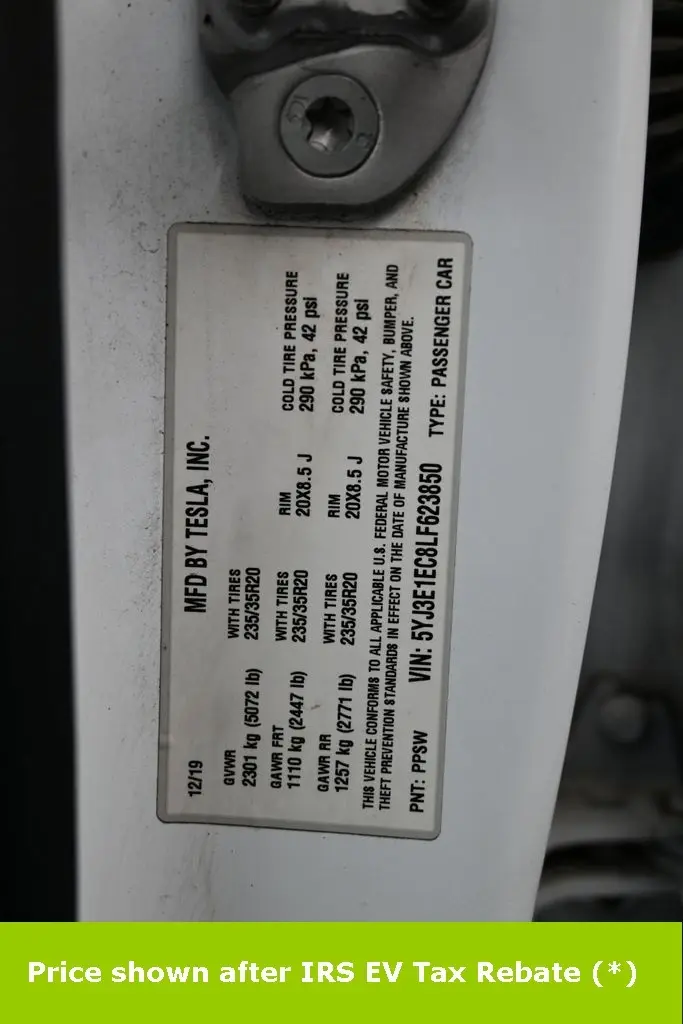 12/19 MFD BY TESLA, INC.
GVWR WITH TIRES
2301 kg (5072 lb) 235/35R20
GAWR FRT WITH TIRES RIM COLD TIRE PRESSURE
1110 kg (2447 lb) 235/35R20 20X8.5 J 290 kPa, 42 psi
GAWR RR WITH TIRES RIM COLD TIRE PRESSURE
1257 kg (2771 lb) 235/35R20 20X8.5 J 290 kPa, 42 psi
THIS VEHICLE CONFORMS TO ALL APPLICABLE U.S. FEDERAL MOTOR VEHICLE SAFETY, BUMPER, AND
THEFT PREVENTION STANDARDS IN EFFECT ON THE DATE OF MANUFACTURE SHOWN ABOVE.
PNT: PPSW VIN: 5YJ3E1EC8LF623850 TYPE: PASSENGER CAR
Price shown after IRS EV Tax Rebate (*)